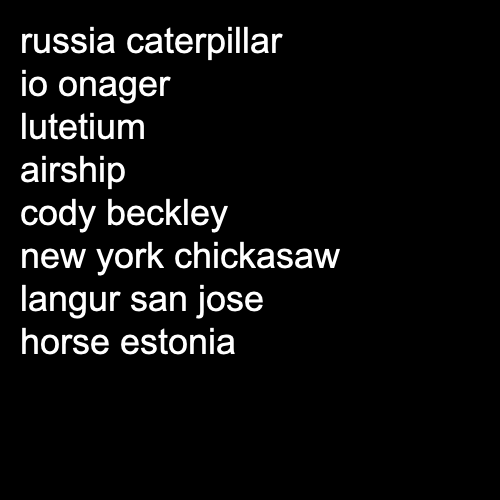 russia caterpillar
io onager
lutetium
airship
cody beckley
new york chickasaw
langur san jose
horse estonia